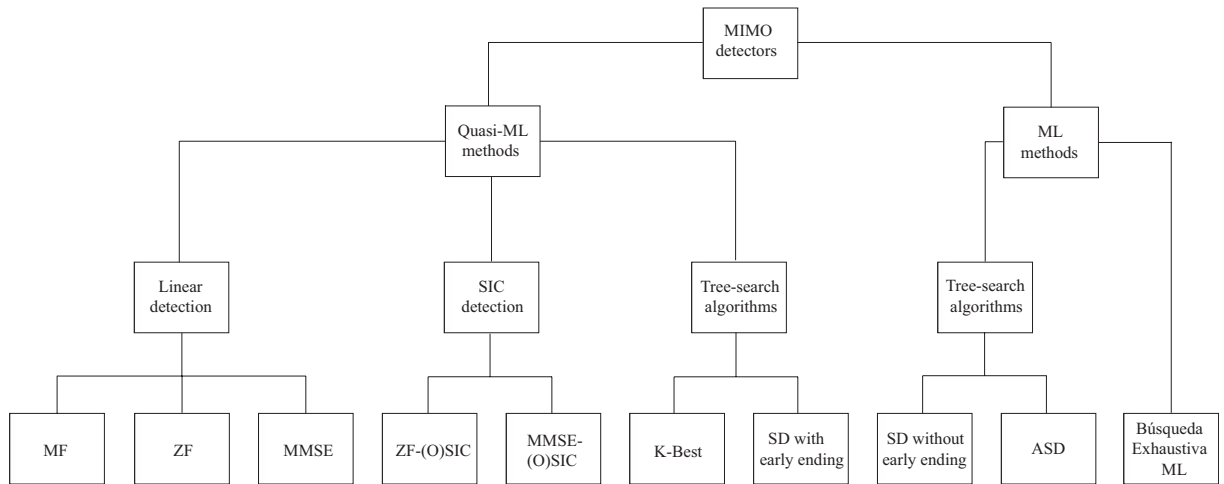 MIMO
detectors
Quasi-ML
methods
ML
methods
Linear
detection
SIC
detection
Tree-search
algorithms
Tree-search
algorithms
MF
ZF
MMSE
ZF-(O)SIC
MMSE-
(O)SIC
K-Best
SD with
early ending
SD without
early ending
ASD
Búsqueda
Exhaustiva
ML